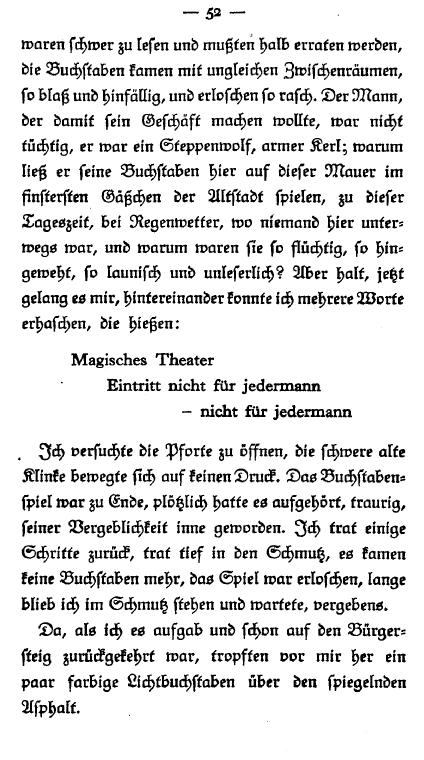 — 52 —
waren schwer zu lesen und mußten halb erraten werden,
die Buchstaben kamen mit ungleichen Zwischenräumen,
so blaß und hinfällig, und erloschen so rasch. Der Mann,
der damit sein Geschäft machen wollte, war nicht
tüchtig, er war ein Steppenwolf, armer Kerl; warum
ließ er seine Buchstaben hier auf dieser Mauer im
finstersten Gäßchen der Altstadt spielen, zu dieser
Tageszeit, bei Regenwetter, wo niemand hier unter-
wegs war, und warum waren sie so flüchtig, so hin-
geweht, so launisch und unleserlich? Aber halt, jetzt
gelang es mir, hintereinander konnte ich mehrere Worte
erhaschen, die hießen:
Magisches Theater
Eintritt nicht für jedermann
– nicht für jedermann
Ich versuchte die Pforte zu öffnen, die schwere alte
Klinke bewegte sich auf keinen Druck. Das Buchstaben-
spiel war zu Ende, plötzlich hatte es aufgehört, traurig,
seiner Vergeblichkeit inne geworden. Ich trat einige
Schritte zurück, trat tief in den Schmutz, es kamen
keine Buchstaben mehr, das Spiel war erloschen, lange
blieb ich im Schmutz stehen und wartete, vergebens.
Da, als ich es aufgab und schon auf den Bürger-
steig zurückgekehrt war, tropften vor mir her ein
paar farbige Lichtbuchstaben über den spiegelnden
Asphalt.